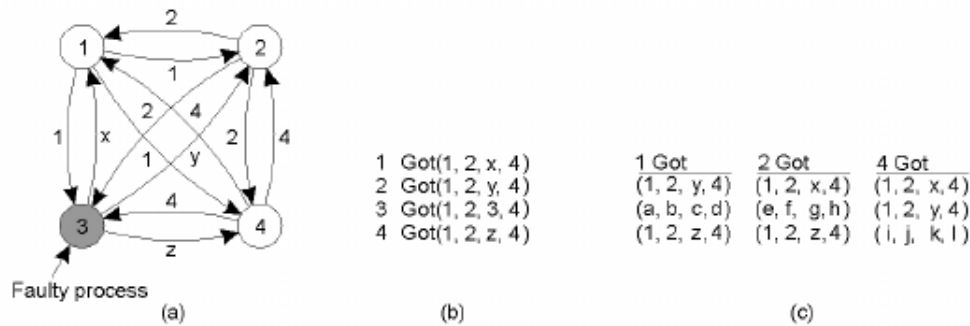 2
1
2
1
1
x
2
4
1
y
2
4
4
3
4
z
Faulty process
(a)
1 Got(1, 2, x, 4)
2 Got(1, 2, y, 4)
3 Got(1, 2, 3, 4)
4 Got(1, 2, z, 4)
(b)
1 Got 2 Got 4 Got
(1, 2, y, 4) (1, 2, x, 4) (1, 2, x, 4)
(a, b, c, d) (e, f, g, h) (1, 2, y, 4)
(1, 2, z, 4) (1, 2, z, 4) (i, j, k, l)
(c)